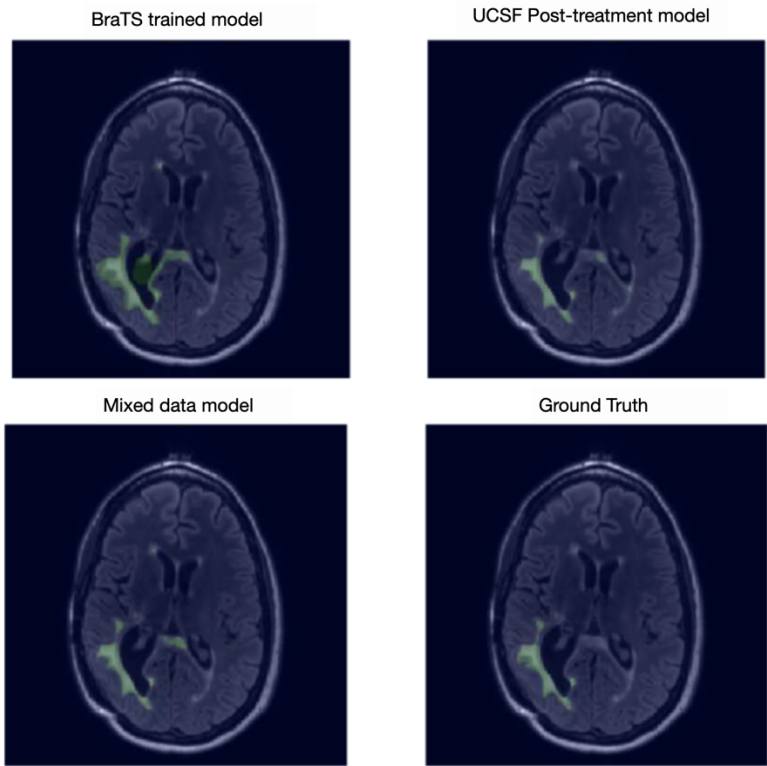 BraTS trained model
UCSF Post-treatment model
Mixed data model
Ground Truth